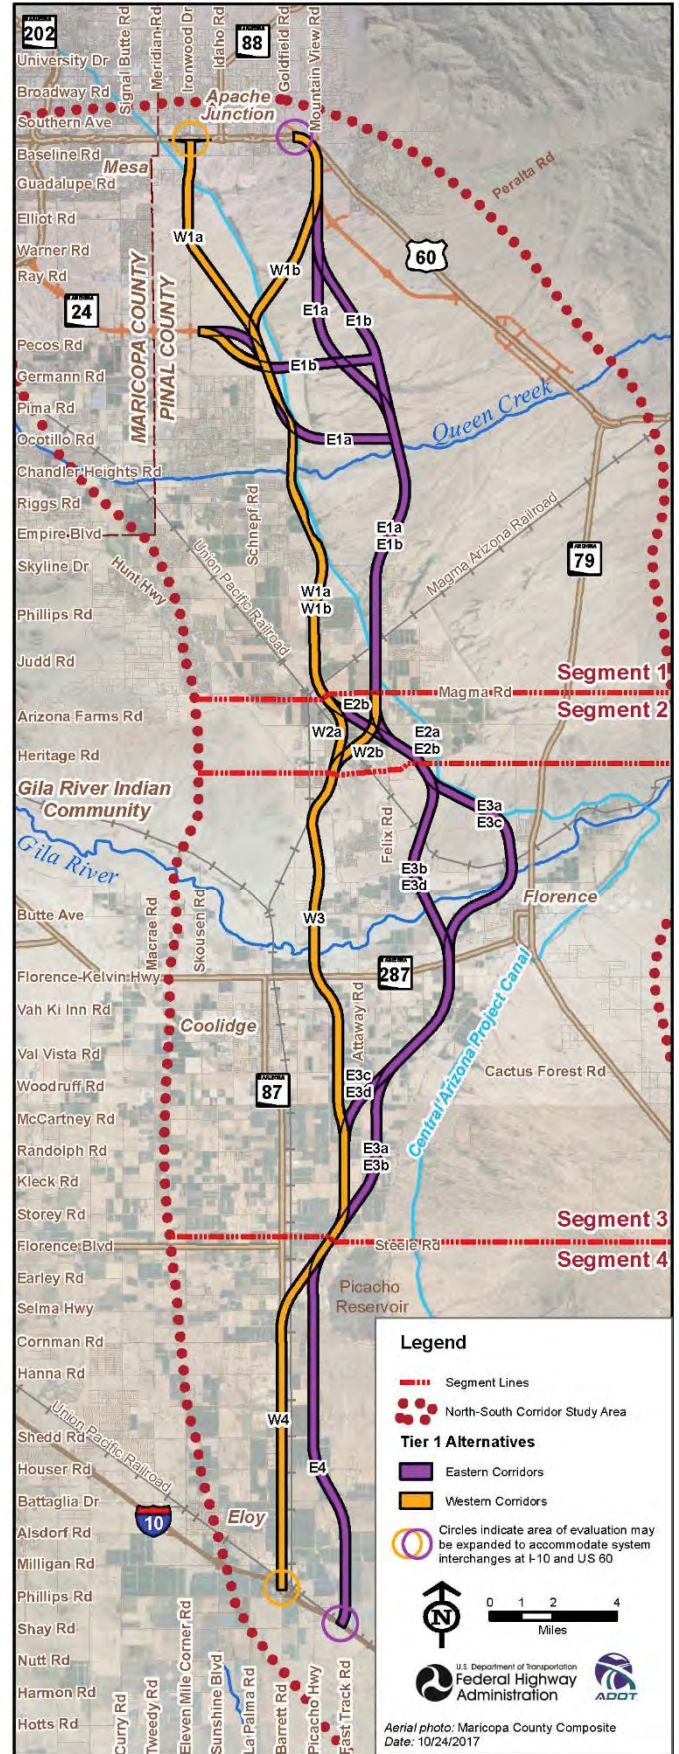 ARIZONA
202
ARIZONA
88
Signal Butte Rd
Meridian Rd
Ironwood Dr
Idaho Rd
Goldfield Rd
Mountain View Rd
University Dr
Broadway Rd
Southern Ave
Baseline Rd
Guadalupe Rd
Elliot Rd
Warner Rd
Ray Rd
Apache
Junction
Mesa
Peralta Rd
60
W1a
W1b
ARIZONA
24
E1a
E1b
E1b
MARICOPA COUNTY
PINAL COUNTY
Pecos Rd
Germann Rd
Pima Rd
Ocotillo Rd
Chandler Heights Rd
Riggs Rd
Empire Blvd
Skyline Dr
Phillips Rd
Judd Rd
Queen Creek
E1a
Schnepf Rd
Hunt Hwy
Union Pacific Railroad
Magma Arizona Railroad
E1a
E1b
ARIZONA
79
W1a
W1b
Segment 1
Magma Rd
Segment 2
Arizona Farms Rd
Heritage Rd
E2b
W2a
W2b
E2a
E2b
Gila River Indian
Community
Gila River
Felix Rd
E3a
E3c
E3b
E3d
Florence
Butte Ave
Macrae Rd
Skousen Rd
W3
ARIZONA
287
Florence-Kelvin Hwy
Vah Ki Inn Rd
Val Vista Rd
Woodruff Rd
McCartney Rd
Randolph Rd
Kleck Rd
Storey Rd
Florence Blvd
Coolidge
Attaway Rd
Central Arizona Project Canal
Cactus Forest Rd
ARIZONA
87
E3c
E3d
E3a
E3b
Segment 3
Steele Rd
Segment 4
Earley Rd
Selma Hwy
Cornman Rd
Hanna Rd
Picacho
Reservoir
Shedd Rd
Houser Rd
Battaglia Dr
Alsdorf Rd
Milligan Rd
Phillips Rd
Shay Rd
Nutt Rd
Harmon Rd
Hotts Rd
Union Pacific Railroad
W4
E4
10
Eloy
Curry Rd
Tweedy Rd
Eleven Mile Corner Rd
Sunshine Blvd
La Palma Rd
Barrett Rd
Picacho Hwy
Fast Track Rd
Legend
Segment Lines
North-South Corridor Study Area
Tier 1 Alternatives
Eastern Corridors
Western Corridors
Circles indicate area of evaluation may
be expanded to accommodate system
interchanges at I-10 and US 60
N
0 1 2 4
Miles
U.S. Department of Transportation
Federal Highway
Administration
ADOT
Aerial photo: Maricopa County Composite
Date: 10/24/2017